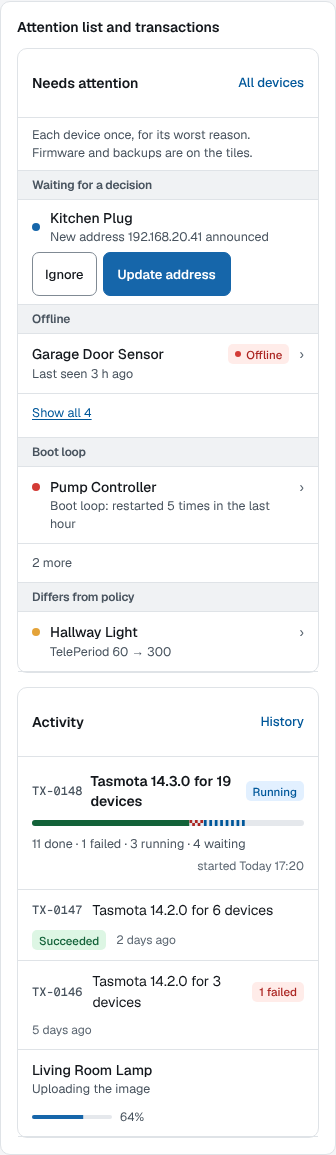 Attention list and transactions
Needs attention
All devices
Each device once, for its worst reason.
Firmware and backups are on the tiles.
Waiting for a decision
Kitchen Plug
New address 192.168.20.41 announced
Ignore
Update address
Offline
Garage Door Sensor
Offline
Last seen 3 h ago
Show all 4
Boot loop
Pump Controller
Boot loop: restarted 5 times in the last
hour
2 more
Differs from policy
Hallway Light
TelePeriod 60 → 300
Activity
History
TX-0148
Tasmota 14.3.0 for 19
devices
Running
11 done · 1 failed · 3 running · 4 waiting
started Today 17:20
TX-0147
Tasmota 14.2.0 for 6 devices
Succeeded
2 days ago
TX-0146
Tasmota 14.2.0 for 3
devices
1 failed
5 days ago
Living Room Lamp
Uploading the image
64%